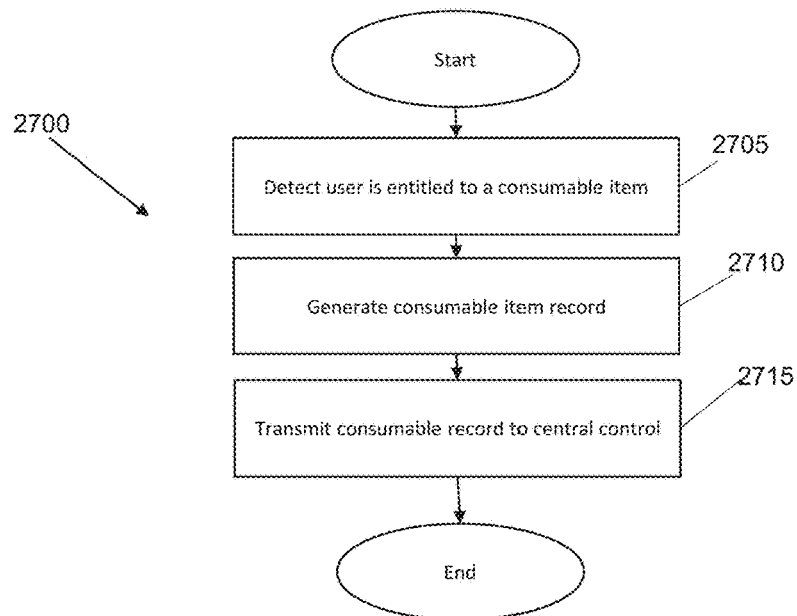 Start
2700
2705
Detect user is entitled to a consumable item
2710
Generate consumable item record
2715
Transmit consumable record to central control
End